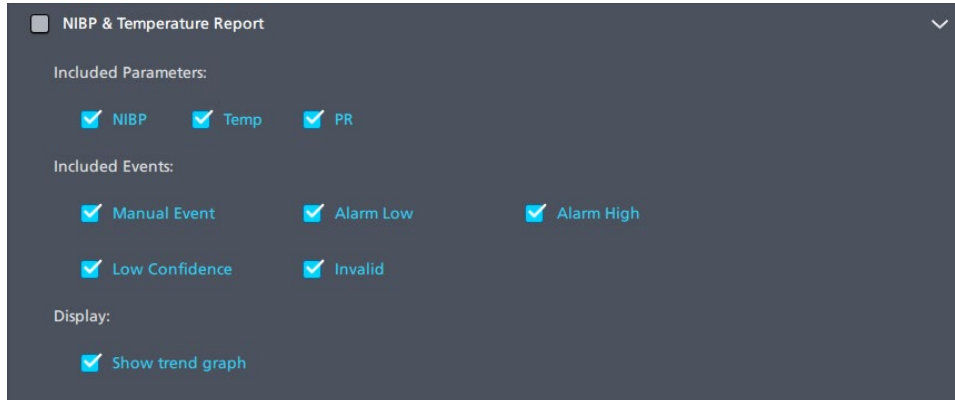 NIBP & Temperature Report
Included Parameters:
NIBP Temp PR
Included Events:
Manual Event Alarm Low Alarm High
Low Confidence Invalid
Display:
Show trend graph